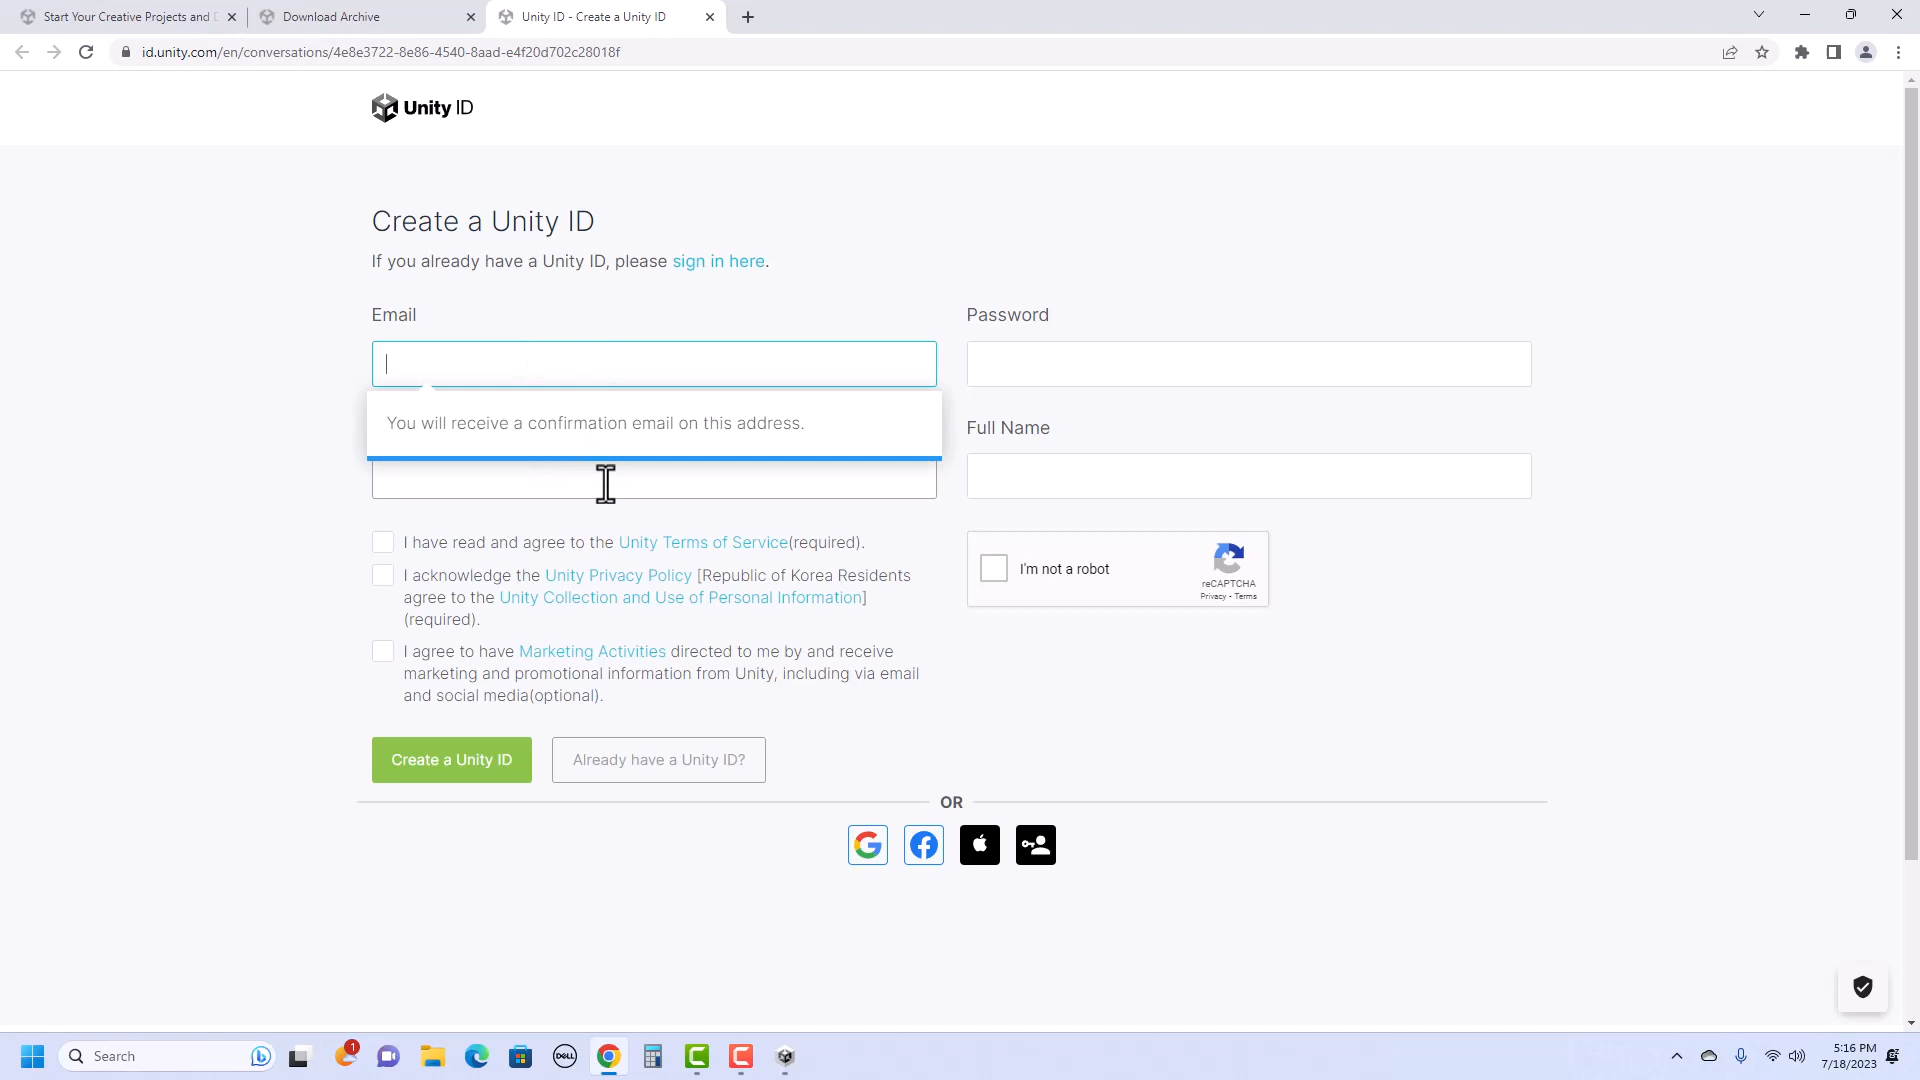 Start Your Creative Projects and D
Download Archive
Unity ID - Create a Unity ID
id.unity.com/en/conversations/4e8e3722-8e86-4540-8aad-e4f20d702c28018f
Unity ID
Create a Unity ID
If you already have a Unity ID, please sign in here.
Email
Password
You will receive a confirmation email on this address.
Full Name
I have read and agree to the Unity Terms of Service(required).
I acknowledge the Unity Privacy Policy [Republic of Korea Residents
agree to the Unity Collection and Use of Personal Information]
(required).
I agree to have Marketing Activities directed to me by and receive
marketing and promotional information from Unity, including via email
and social media(optional).
I'm not a robot
reCAPTCHA
Privacy - Terms
Create a Unity ID
Already have a Unity ID?
OR
Search
1
DELL
5:16 PM
7/18/2023